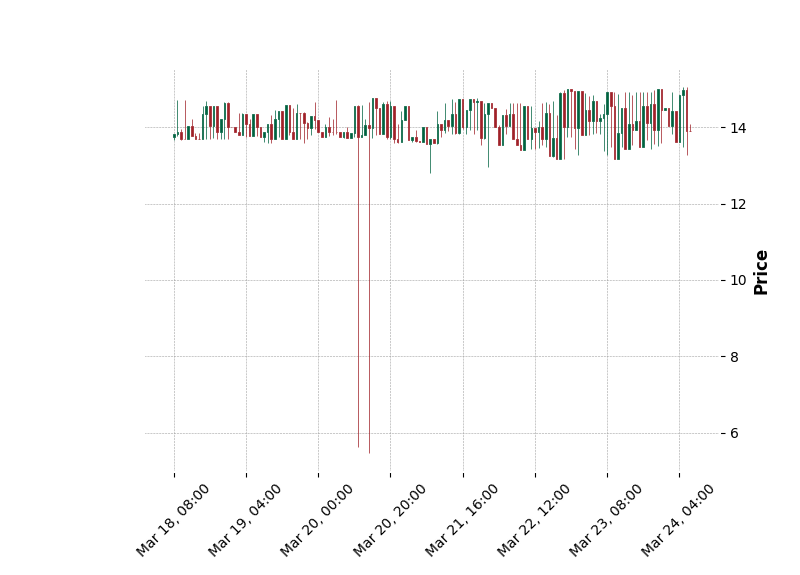 14
12
10
8
6
Price
Mar 18, 08:00
Mar 19, 04:00
Mar 20, 00:00
Mar 20, 20:00
Mar 21, 16:00
Mar 22, 12:00
Mar 23, 08:00
Mar 24, 04:00